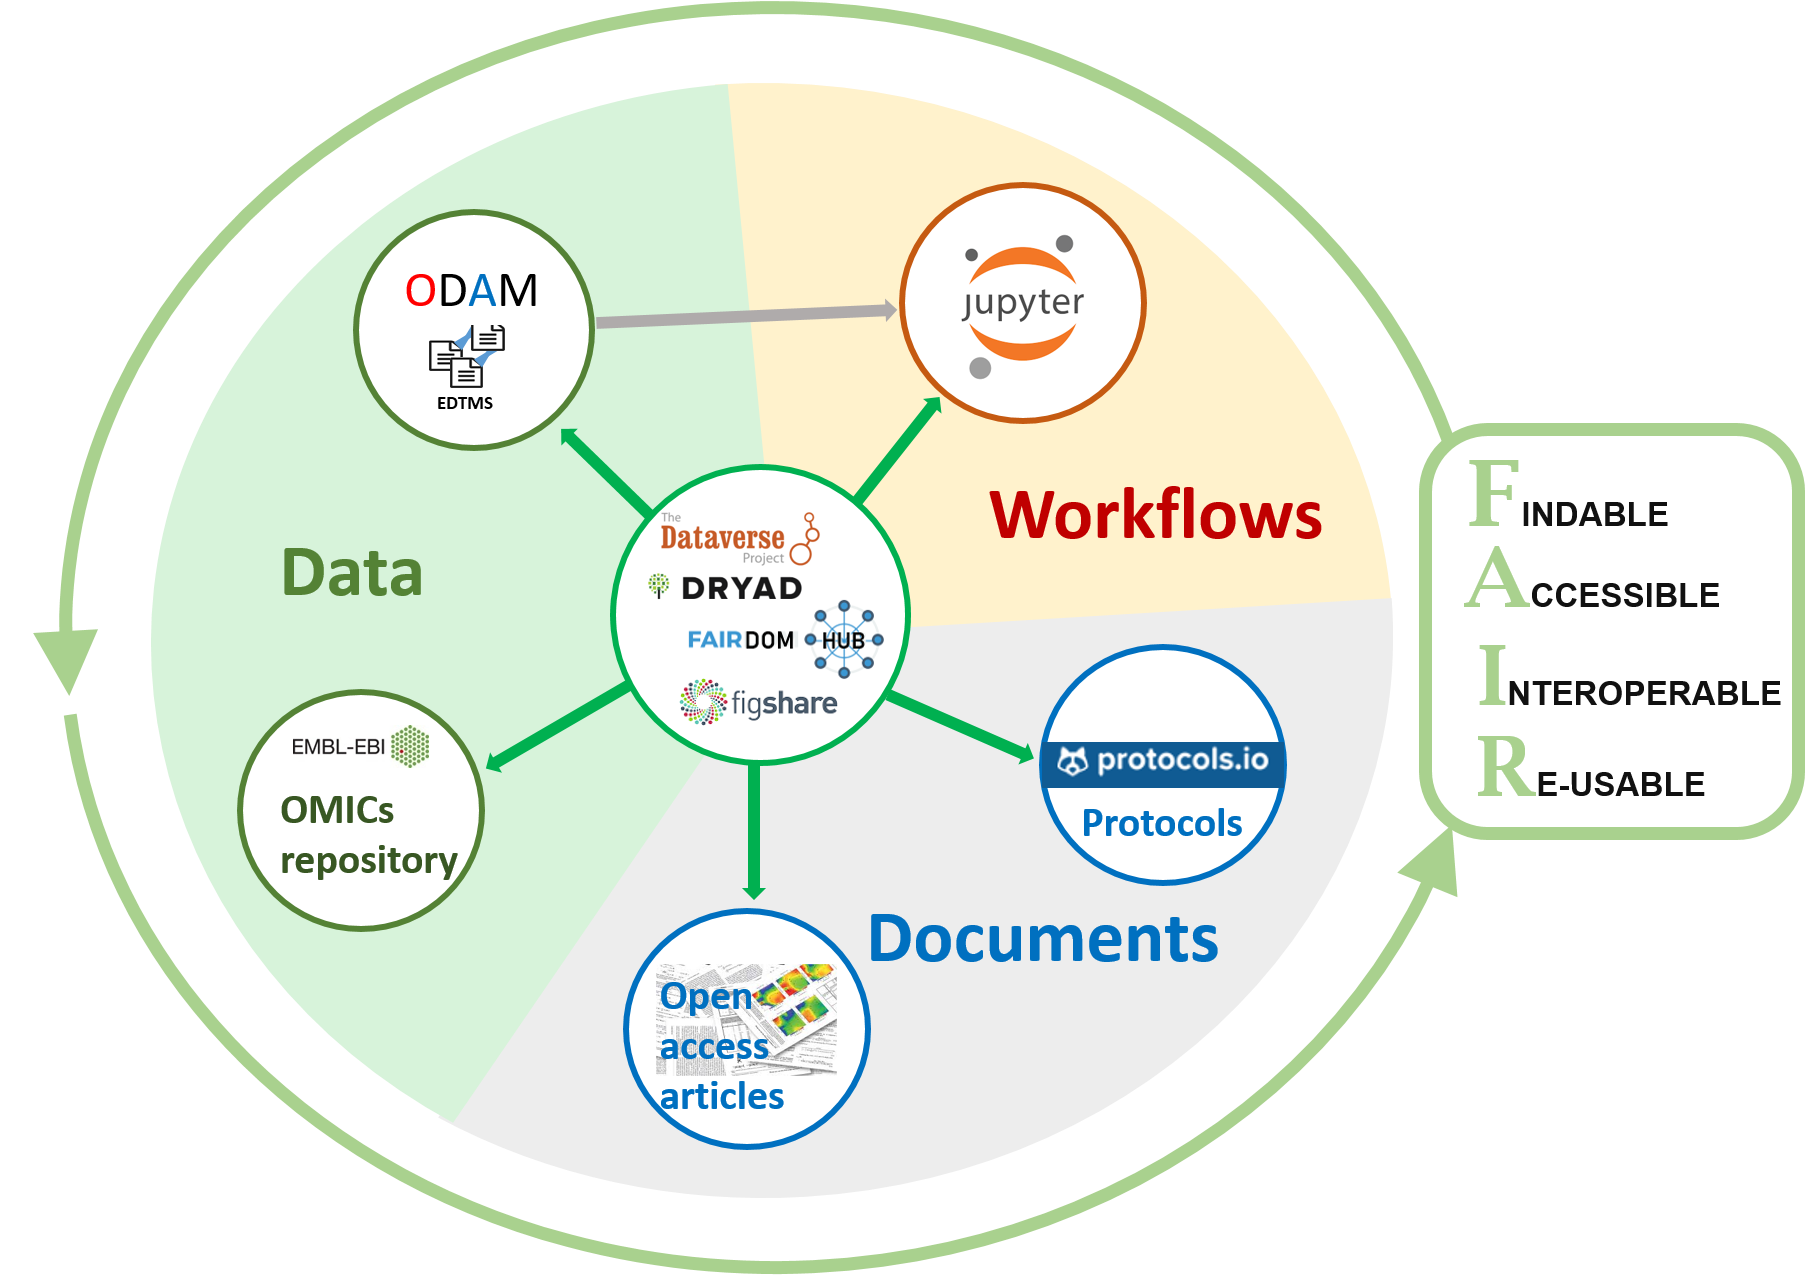 ODAM
EDTMS
jupyter
Workflows
Data
The
Dataverse
Project
DRYAD
FAIRDOM HUB
figshare
EMBL-EBI
OMICs
repository
protocols.io
Protocols
Documents
Open
access
articles
FINDABLE
ACCESSIBLE
INTEROPERABLE
RE-USABLE